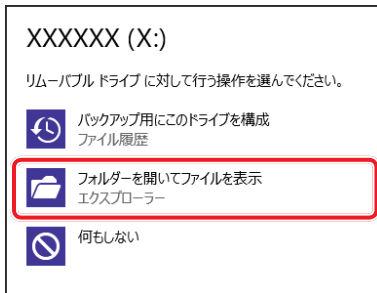 XXXXXX (X:)
リムーバブル ドライブ に対して行う操作を選んでください。
バックアップ用にこのドライブを構成
ファイル履歴
フォルダーを開いてファイルを表示
エクスプローラー
何もしない